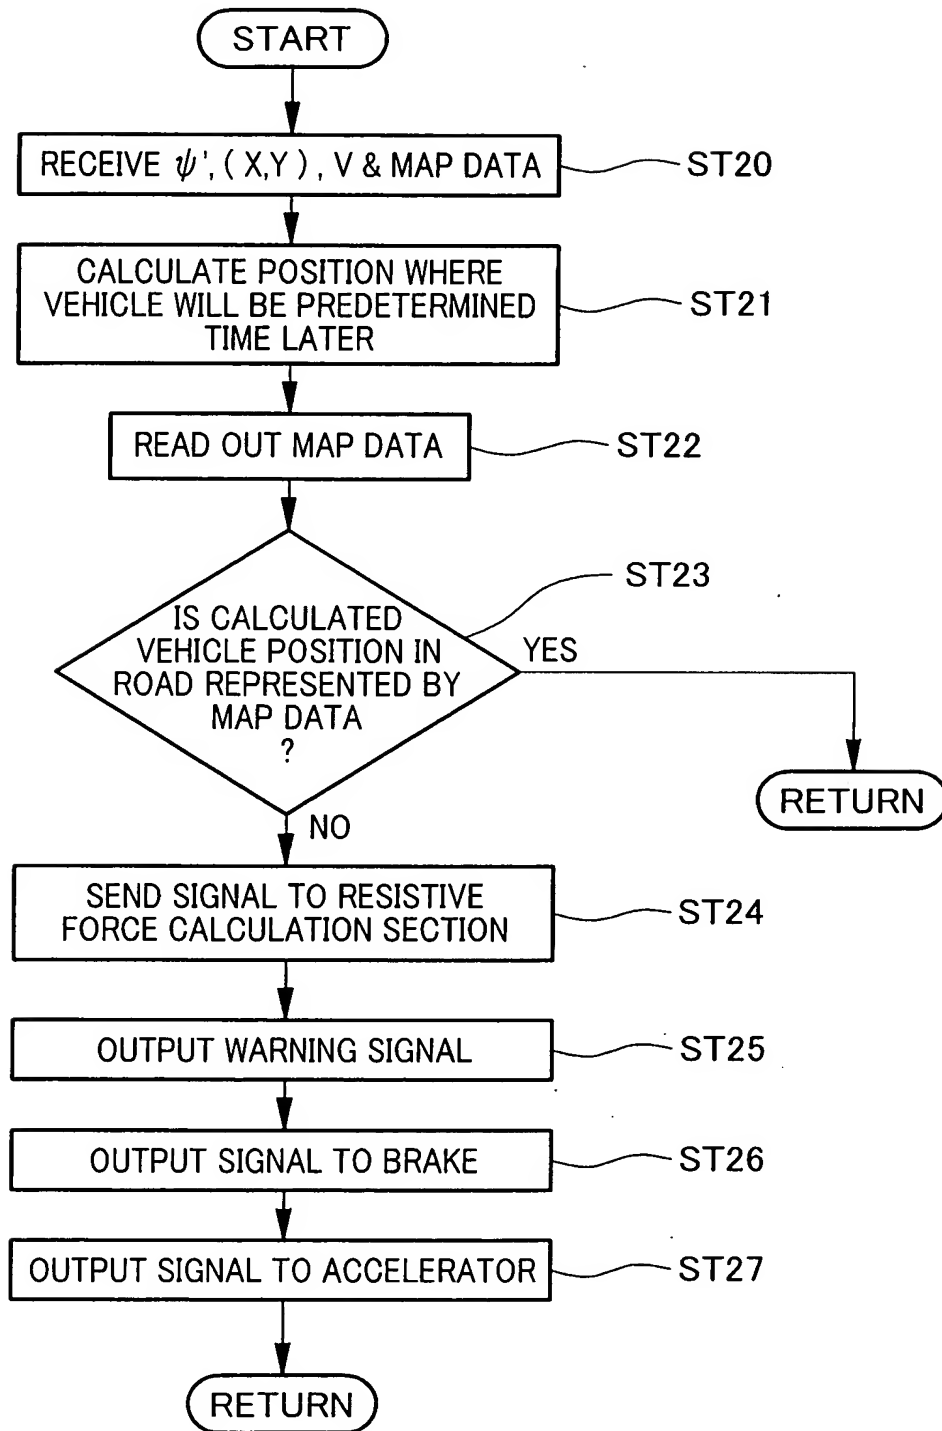 START
RECEIVE ψ', (X,Y), V & MAP DATA
ST20
CALCULATE POSITION WHERE
VEHICLE WILL BE PREDETERMINED
TIME LATER
ST21
READ OUT MAP DATA
ST22
IS CALCULATED
VEHICLE POSITION IN
ROAD REPRESENTED BY
MAP DATA
?
ST23
YES
RETURN
NO
SEND SIGNAL TO RESISTIVE
FORCE CALCULATION SECTION
ST24
OUTPUT WARNING SIGNAL
ST25
OUTPUT SIGNAL TO BRAKE
ST26
OUTPUT SIGNAL TO ACCELERATOR
ST27
RETURN